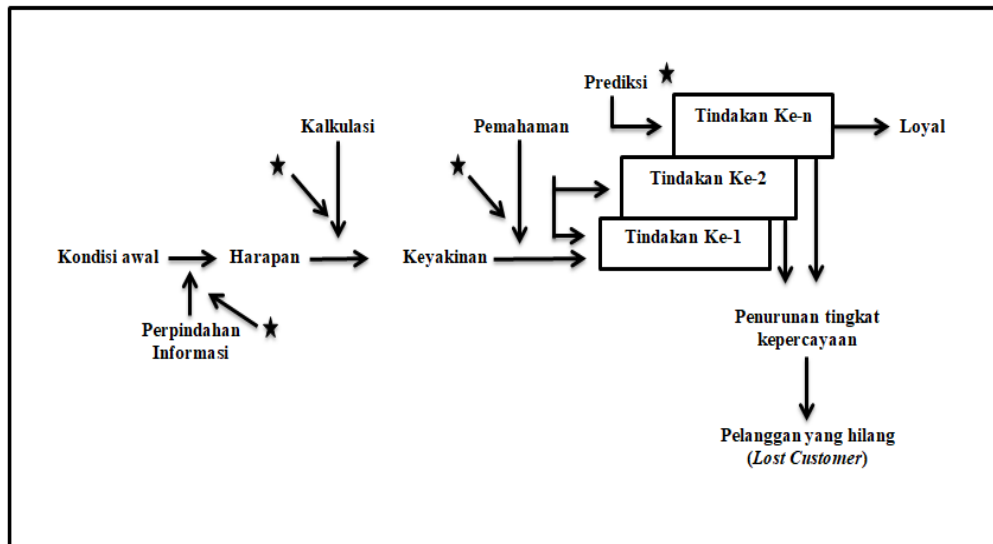 Prediksi
Tindakan Ke-n
Loyal
Kalkulasi
Pemahaman
Tindakan Ke-2
Tindakan Ke-1
Kondisi awal
Harapan
Keyakinan
Perpindahan
Informasi
Penurunan tingkat
kepercayaan
Pelanggan yang hilang
(Lost Customer)